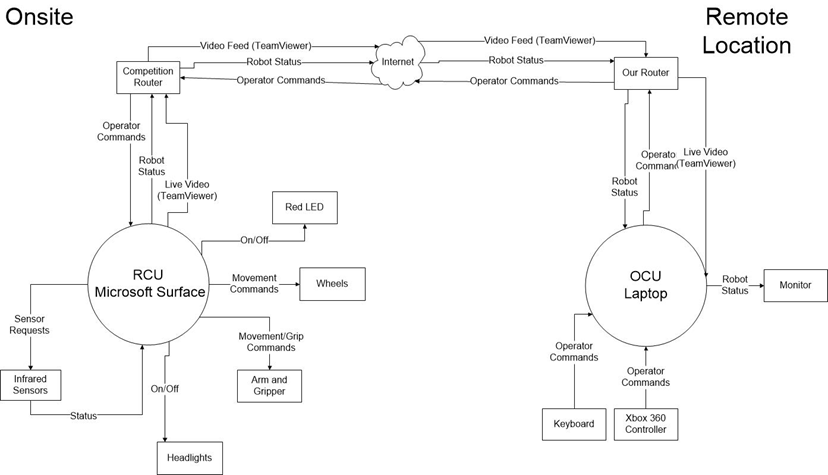 Onsite
Remote
Location
Video Feed (TeamViewer)
Video Feed (TeamViewer)
Competition
Router
Robot Status
Internet
Robot Status
Our Router
Operator Commands
Operator Commands
Operator
Commands
Robot
Status
Live Video
(TeamViewer)
Robot
Status
Live Video
(TeamViewer)
Red LED
On/Off
RCU
Microsoft Surface
Movement
Commands
Wheels
OCU
Laptop
Robot
Status
Monitor
Sensor
Requests
Movement/Grip
Commands
Operator
Commands
Operator
Commands
Infrared
Sensors
On/Off
Arm and
Gripper
Status
Keyboard
Xbox 360
Controller
Headlights